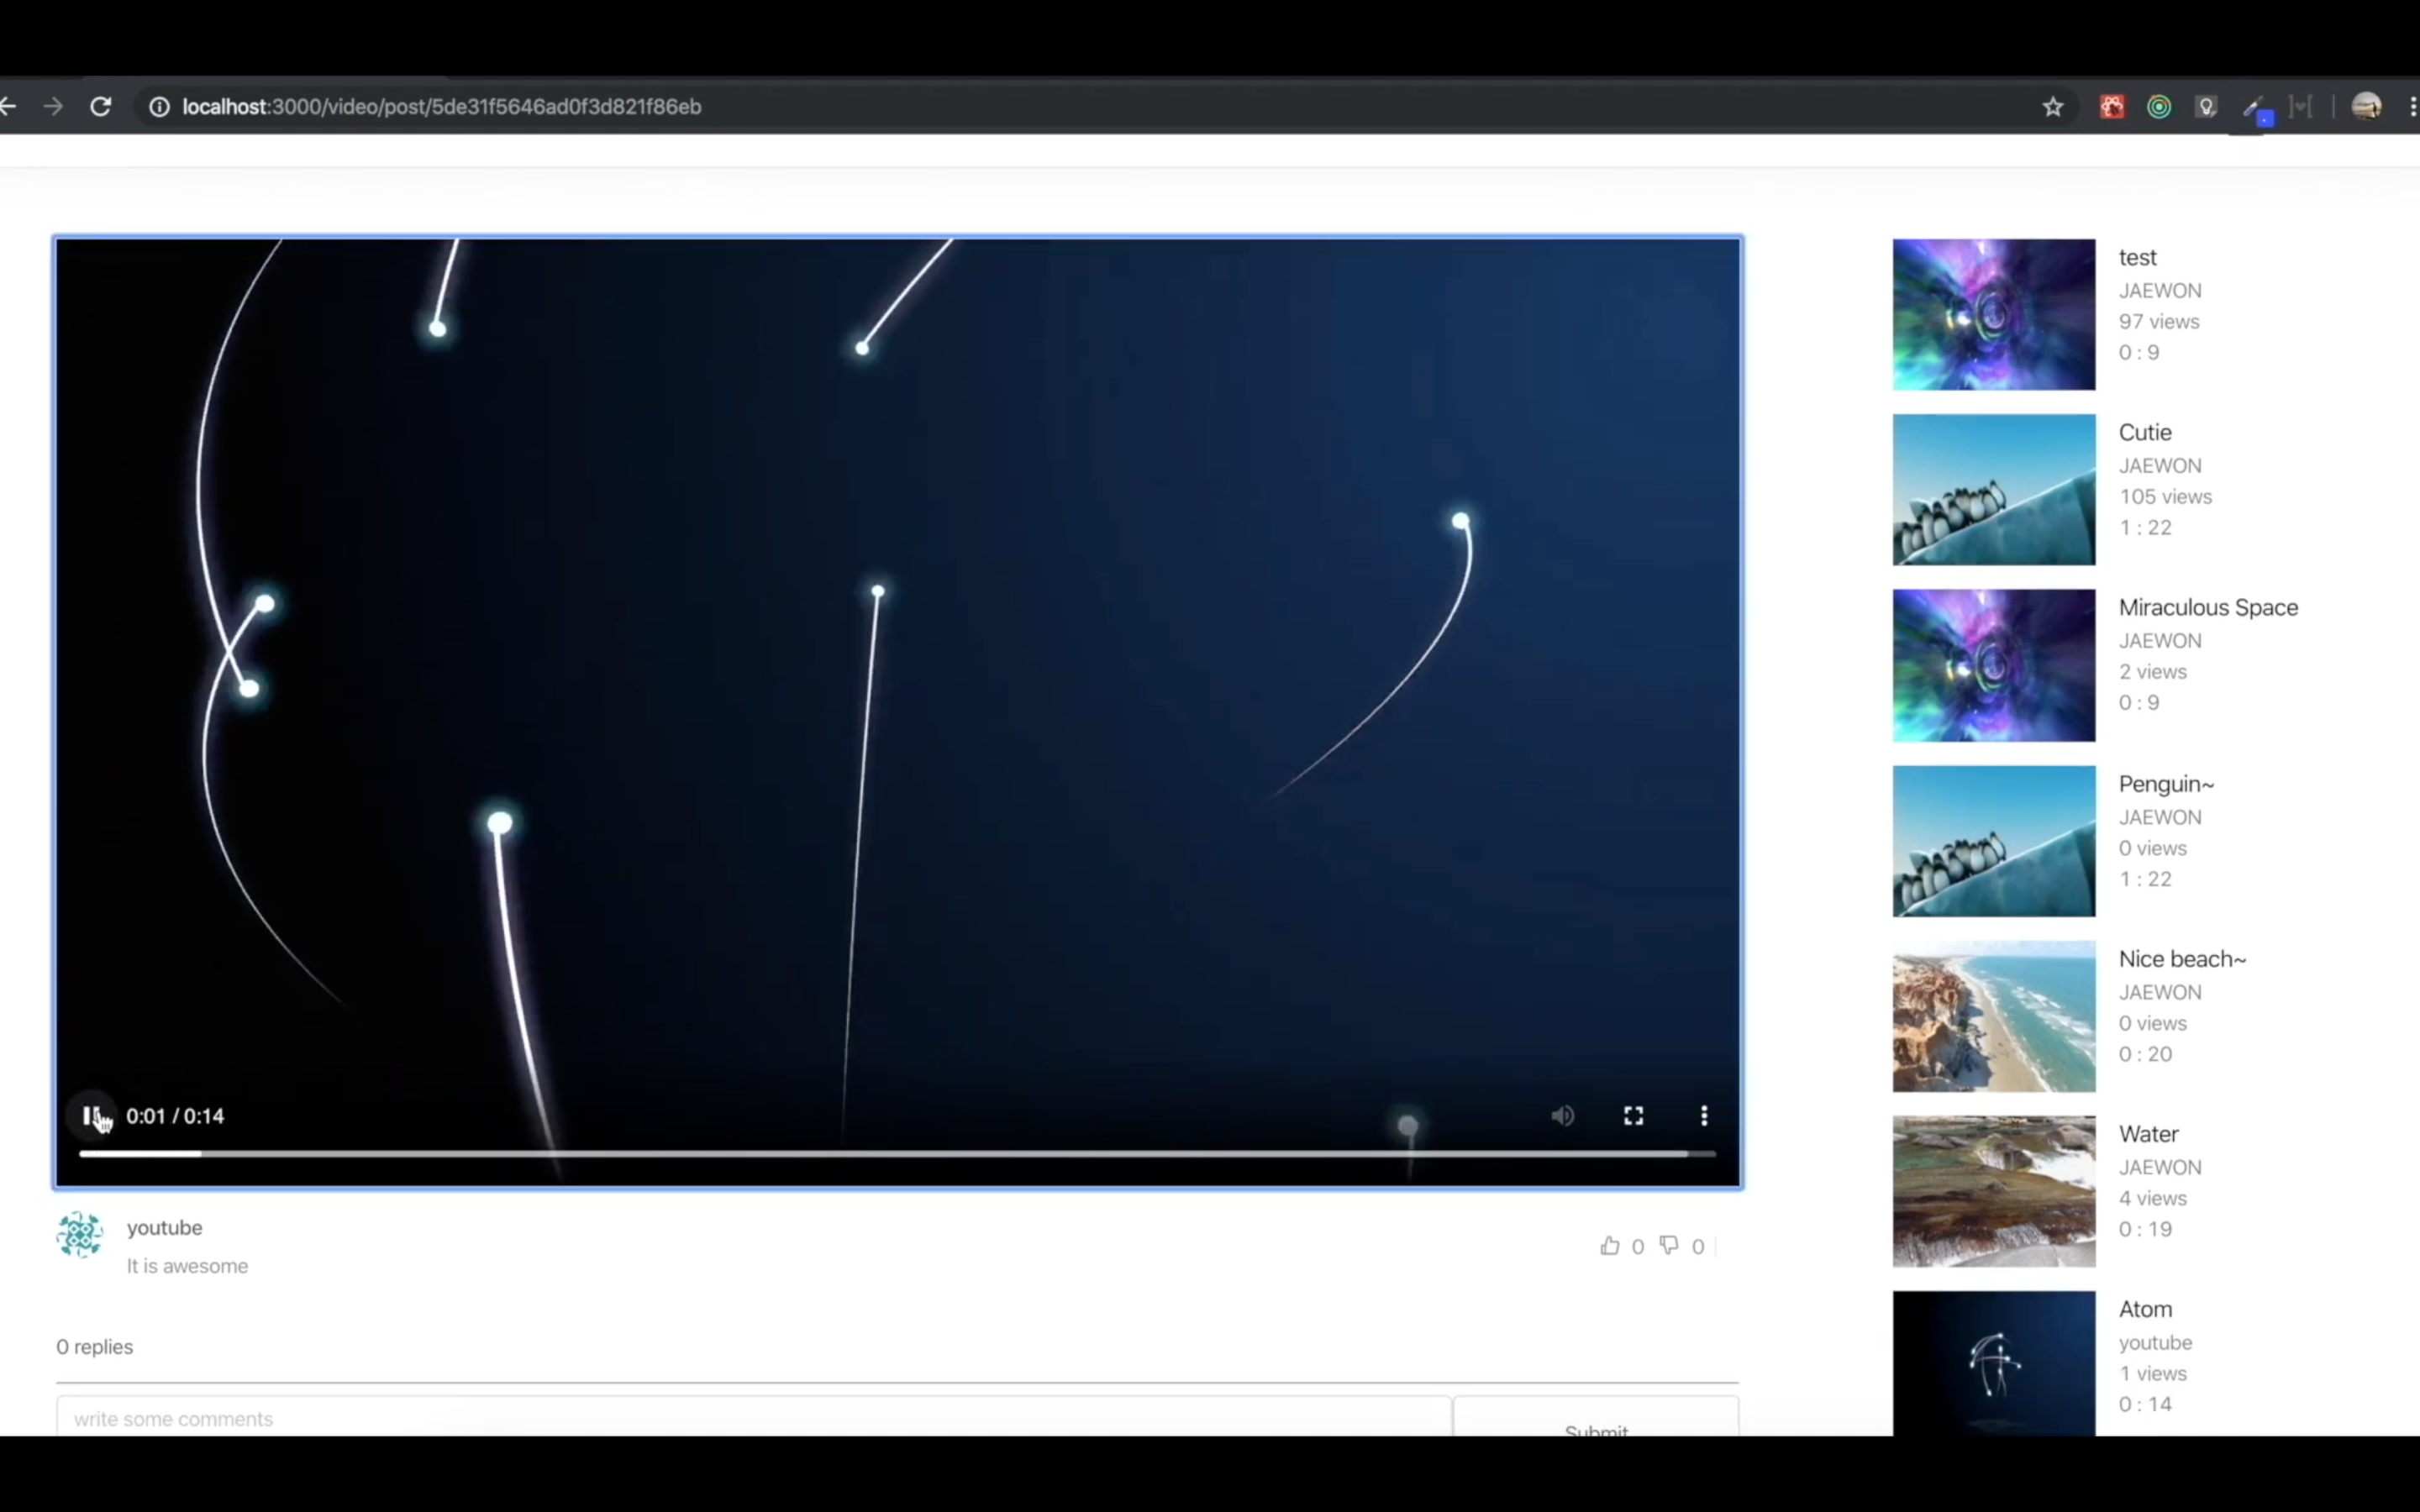 localhost:3000/video/post/5de31f5646ad0f3d821f86eb
0:01 / 0:14
youtube
It is awesome
0
0
0 replies
write some comments
Submit
test
JAEWON
97 views
0 : 9
Cutie
JAEWON
105 views
1 : 22
Miraculous Space
JAEWON
2 views
0 : 9
Penguin~
JAEWON
0 views
1 : 22
Nice beach~
JAEWON
0 views
0 : 20
Water
JAEWON
4 views
0 : 19
Atom
youtube
1 views
0 : 14